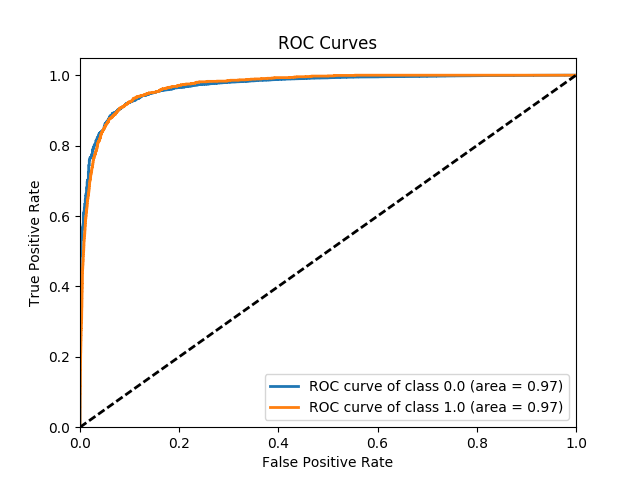 ROC Curves
1.0
0.8
0.6
0.4
0.2
0.0
True Positive Rate
ROC curve of class 0.0 (area = 0.97)
ROC curve of class 1.0 (area = 0.97)
0.0 0.2 0.4 0.6 0.8 1.0
False Positive Rate